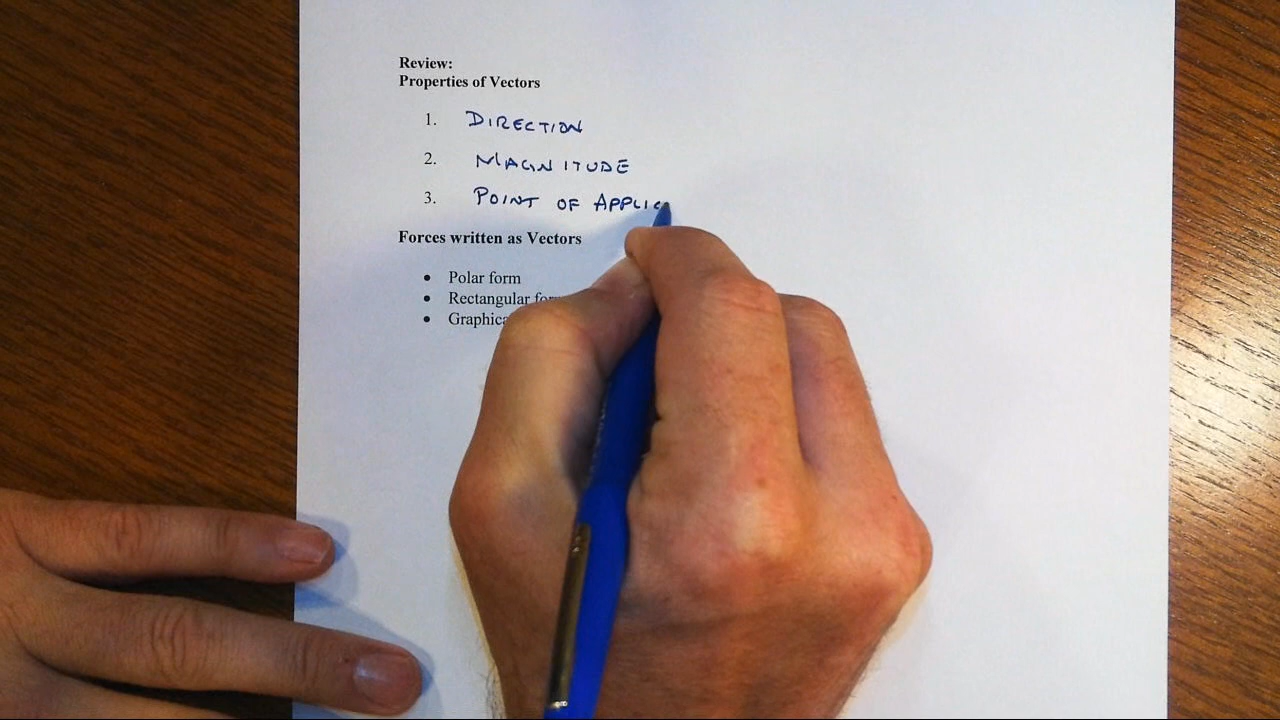 Review:
Properties of Vectors
1. DIRECTION
2. MAGNITUDE
3. POINT OF APPLIC
Forces written as Vectors
• Polar form
• Rectangular
• Graphica